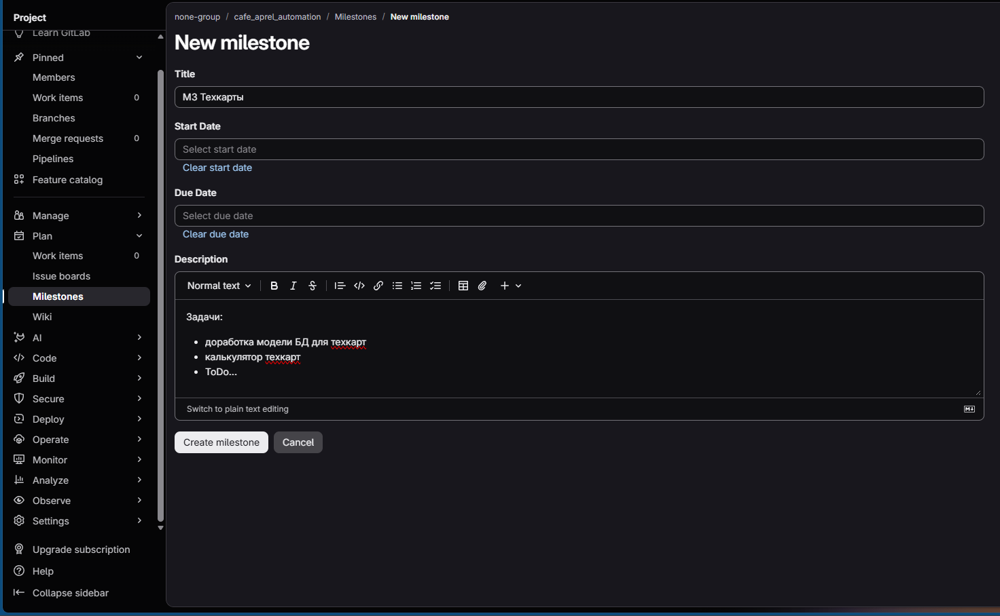 Project
Learn GitLab
Pinned
Members
Work items 0
Branches
Merge requests 0
Pipelines
Feature catalog
Manage
Plan
Work items 0
Issue boards
Milestones
Wiki
AI
Code
Build
Secure
Deploy
Operate
Monitor
Analyze
Observe
Settings
Upgrade subscription
Help
Collapse sidebar
none-group / cafe_aprel_automation / Milestones / New milestone
New milestone
Title
М3 Техкарты
Start Date
Select start date
Clear start date
Due Date
Select due date
Clear due date
Description
Normal text
Задачи:
• доработка модели БД для техкарт
• калькулятор техкарт
• ToDo...
Switch to plain text editing
Create milestone Cancel